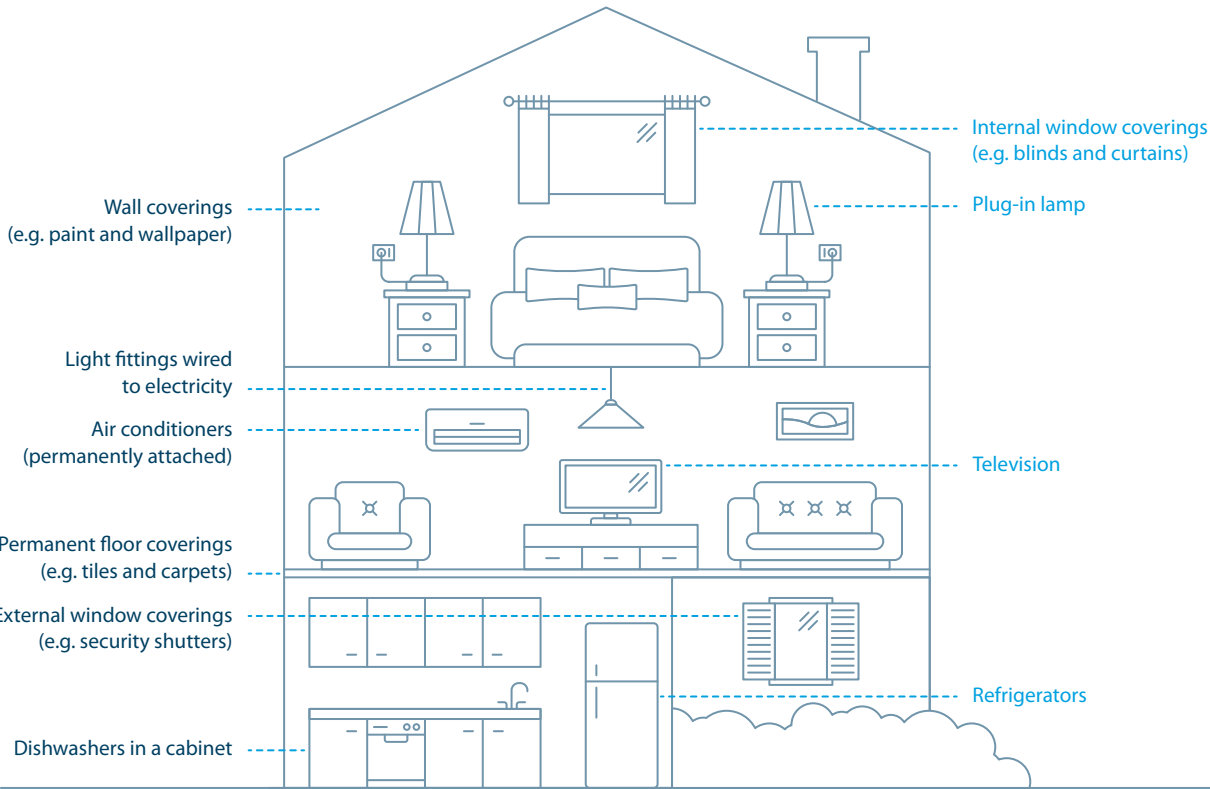 Internal window coverings
(e.g. blinds and curtains)
Wall coverings
(e.g. paint and wallpaper)
Plug-in lamp
Light fittings wired
to electricity
Air conditioners
(permanently attached)
Television
Permanent floor coverings
(e.g. tiles and carpets)
External window coverings
(e.g. security shutters)
Refrigerators
Dishwashers in a cabinet